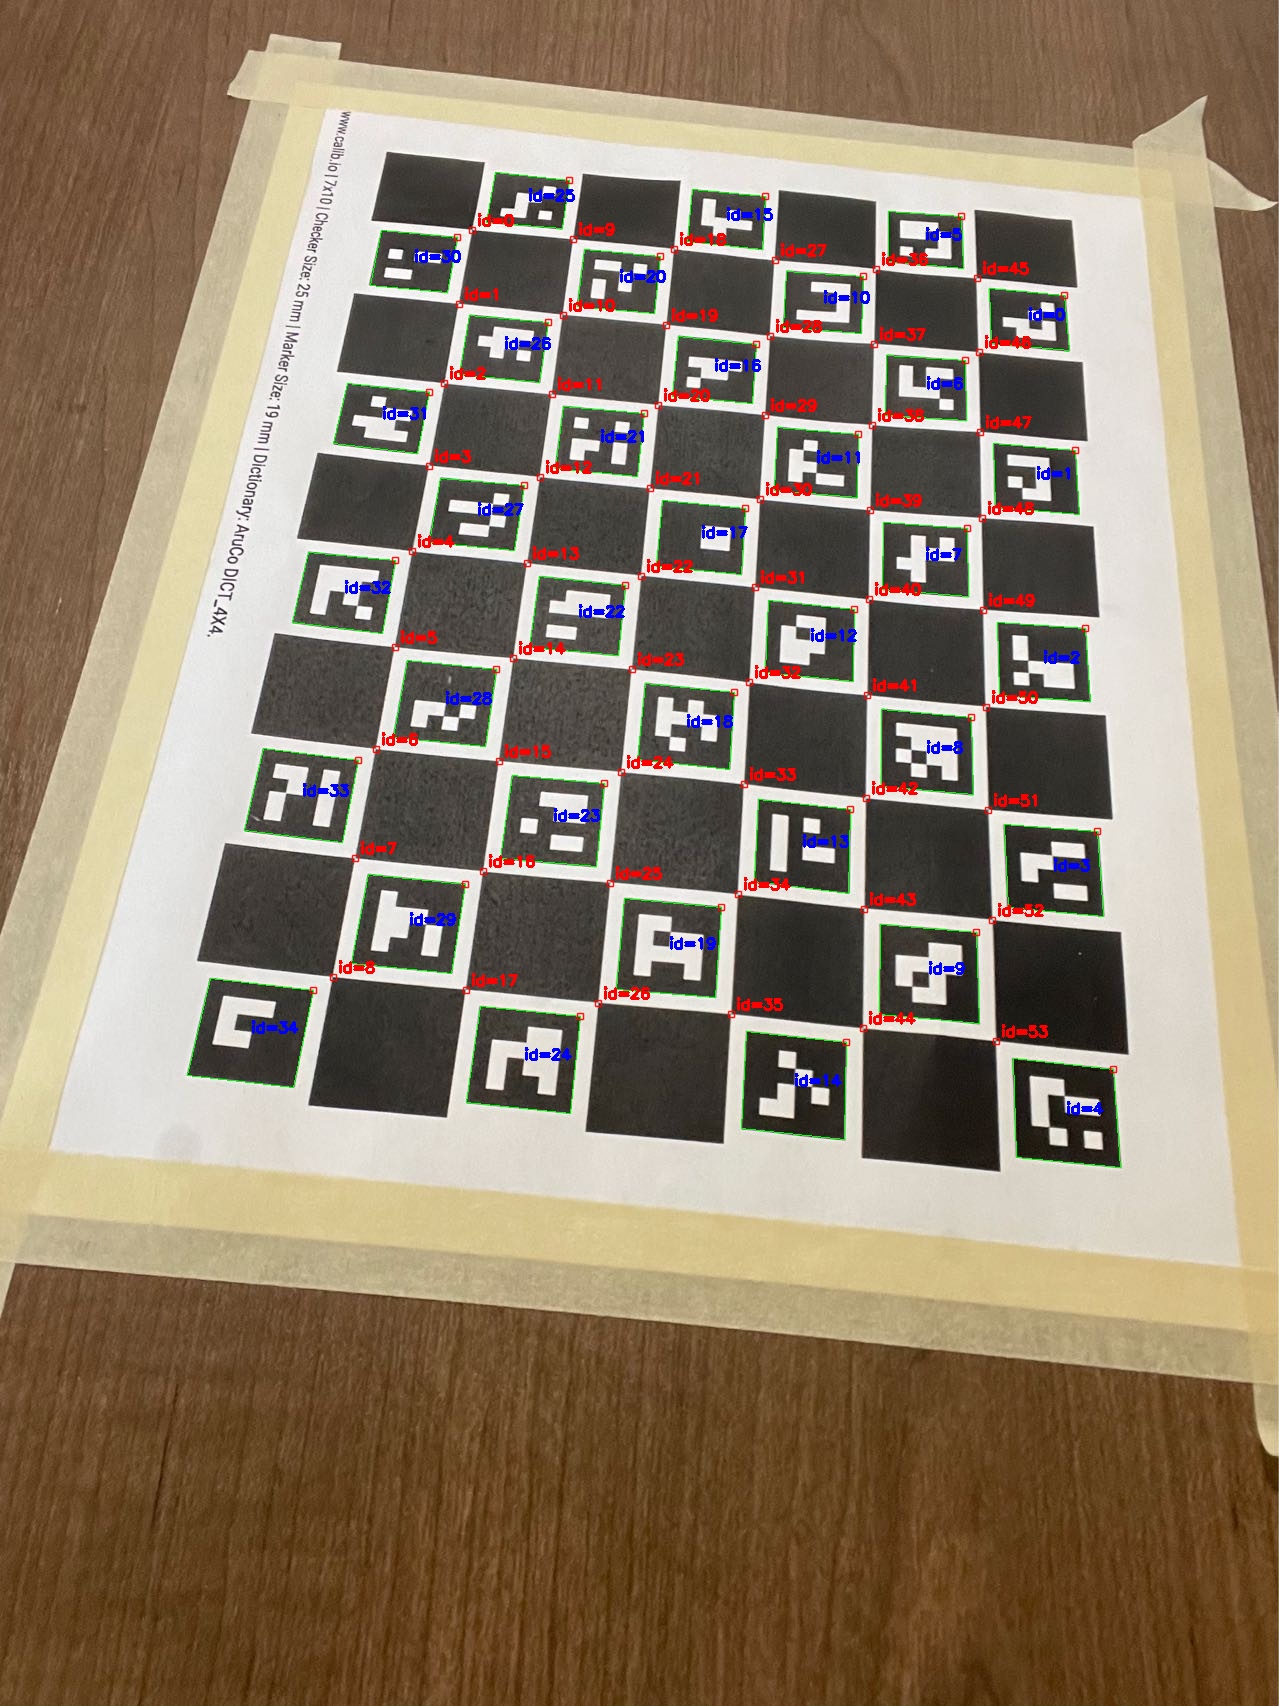 www.calib.io | 7x10 | Checker Size: 25 mm | Marker Size: 19 mm | Dictionary: AruCo DICT_4X4.
id=25
id=15
id=5
id=0
id=9
id=18
id=27
id=36
id=45
id=30
id=20
id=10
id=0
id=1
id=10
id=19
id=28
id=37
id=46
id=26
id=16
id=6
id=2
id=11
id=20
id=29
id=38
id=47
id=31
id=21
id=11
id=1
id=3
id=12
id=21
id=30
id=39
id=48
id=27
id=17
id=7
id=4
id=13
id=22
id=31
id=40
id=49
id=32
id=22
id=12
id=2
id=5
id=14
id=23
id=32
id=41
id=50
id=28
id=18
id=8
id=6
id=15
id=24
id=33
id=42
id=51
id=33
id=23
id=13
id=3
id=7
id=16
id=25
id=34
id=43
id=52
id=29
id=19
id=9
id=8
id=17
id=26
id=35
id=44
id=53
id=34
id=24
id=14
id=4